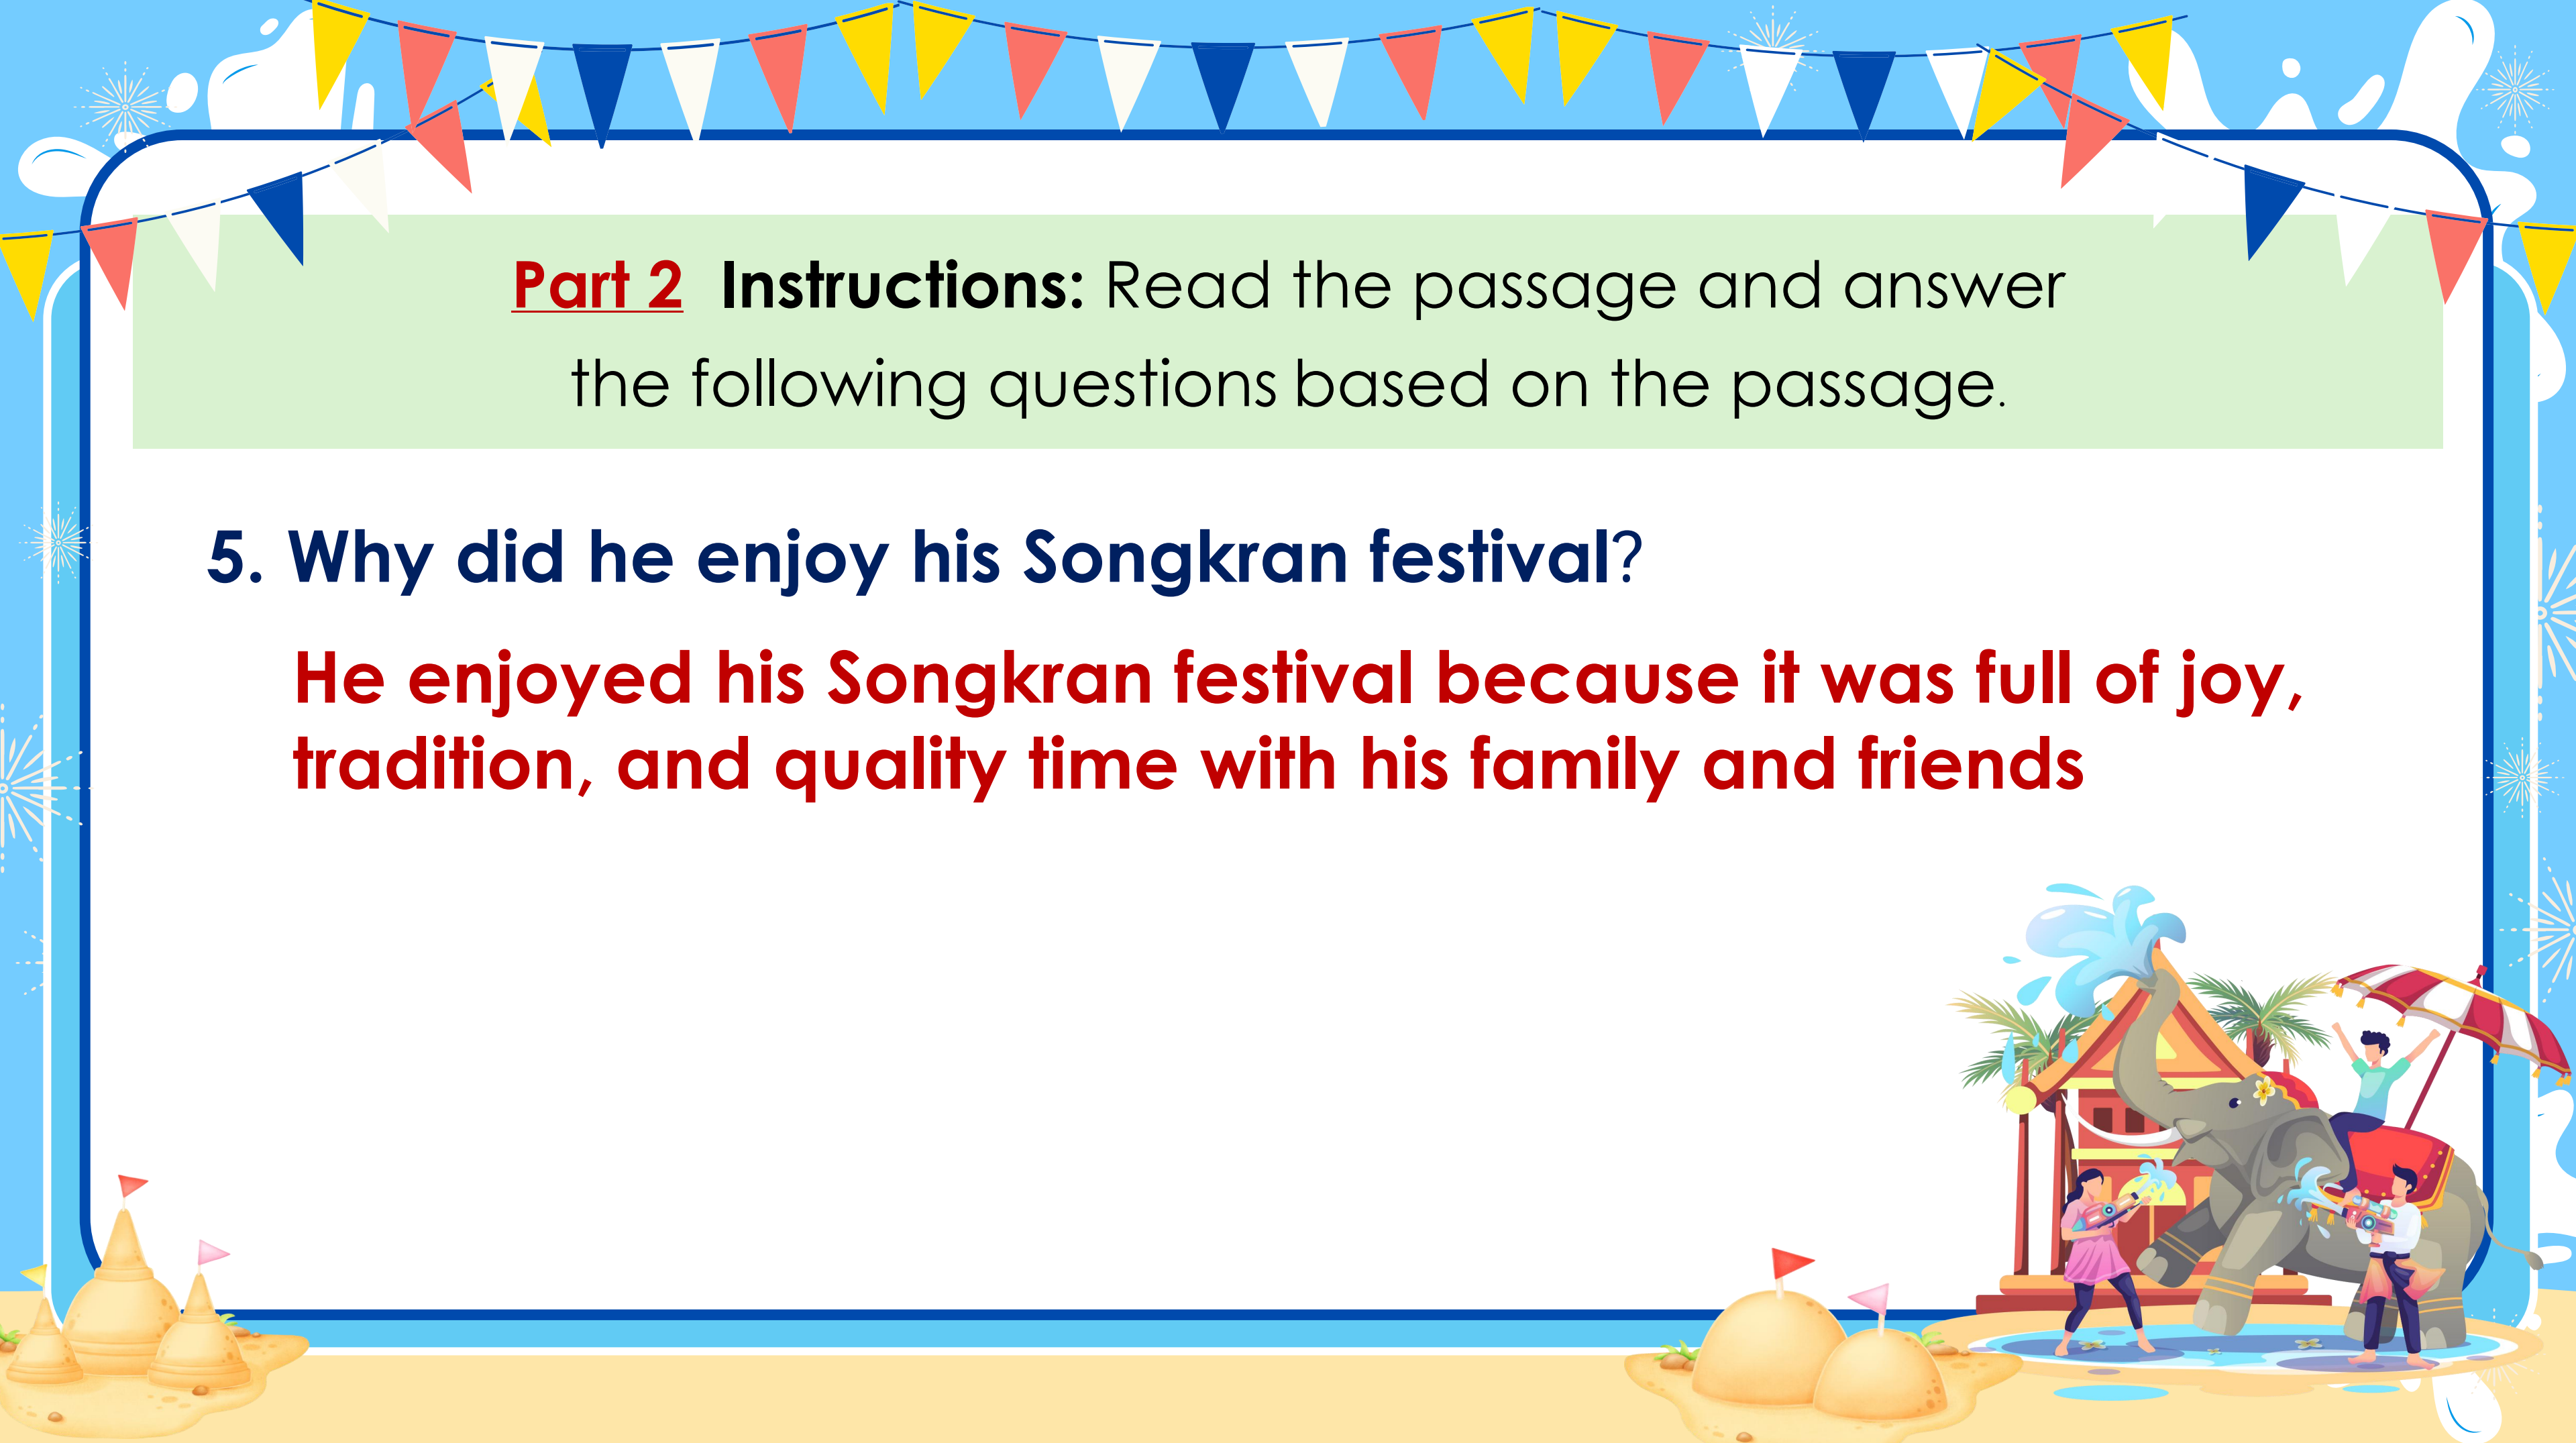 Part 2 Instructions: Read the passage and answer
the following questions based on the passage.
5. Why did he enjoy his Songkran festival?
He enjoyed his Songkran festival because it was full of joy,
tradition, and quality time with his family and friends